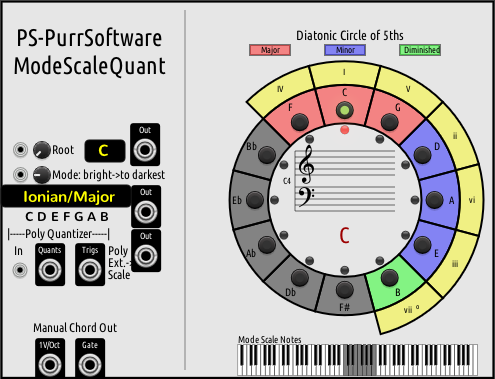 PS-PurrSoftware
ModeScaleQuant
Root
C
Out
Mode: bright->to darkest
Ionian/Major
Out
C D E F G A B
|-----Poly Quantizer-----|
Out
In
Quants
Trigs
Poly
Ext.-
Scale
Manual Chord Out
1V/Oct
Gate
Diatonic Circle of 5ths
Major
Minor
Diminished
I
V
ii
vi
iii
vii °
IV
C
G
D
A
E
B
F#
Db
Ab
Eb
Bb
F
C4
C
Mode Scale Notes